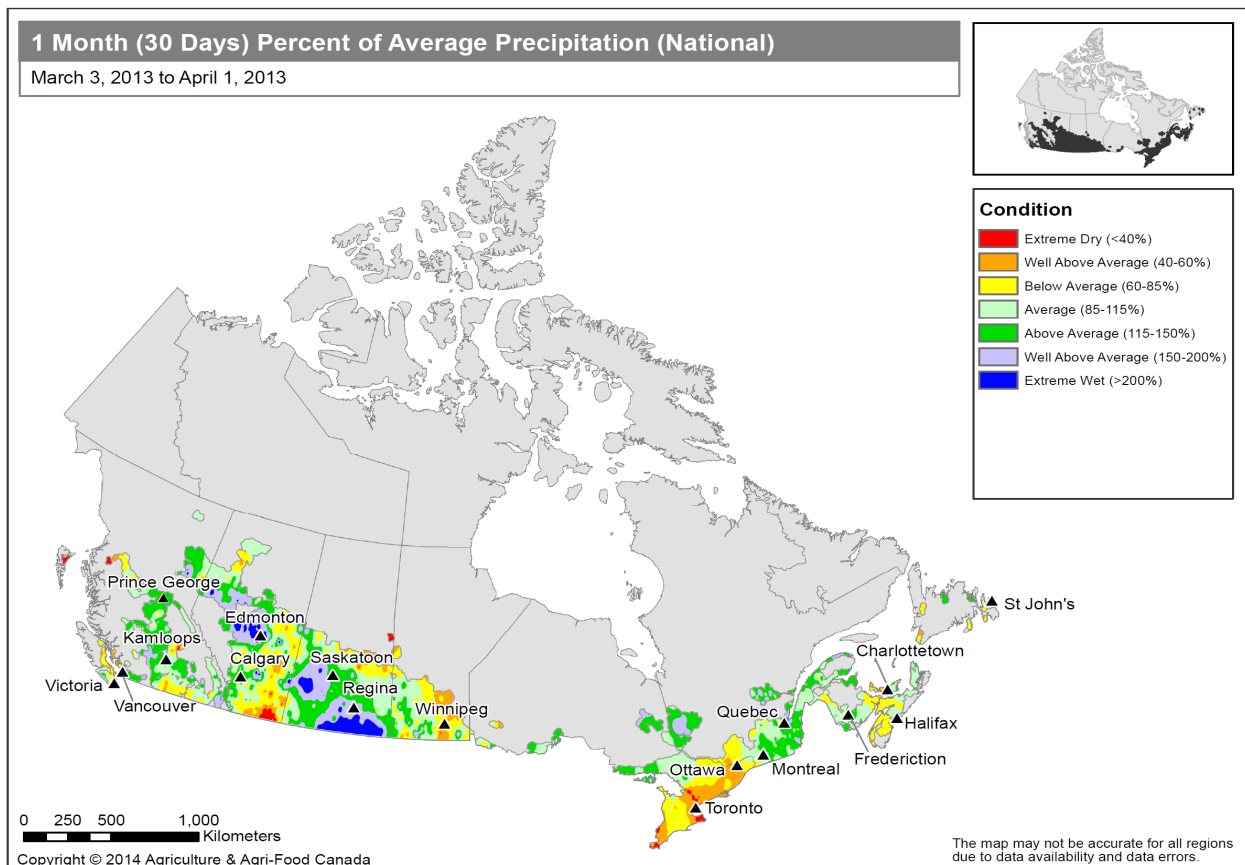 1 Month (30 Days) Percent of Average Precipitation (National)
March 3, 2013 to April 1, 2013
Condition
Extreme Dry (<40%)
Well Above Average (40-60%)
Below Average (60-85%)
Average (85-115%)
Above Average (115-150%)
Well Above Average (150-200%)
Extreme Wet (>200%)
Prince George
Edmonton
Kamloops
Calgary
Saskatoon
Regina
Victoria
Vancouver
Winnipeg
St John's
Charlottetown
Quebec
Halifax
Fredericton
Ottawa
Montreal
Toronto
0 250 500 1,000
Kilometers
Copyright © 2014 Agriculture & Agri-Food Canada
The map may not be accurate for all regions
due to data availability and data errors.